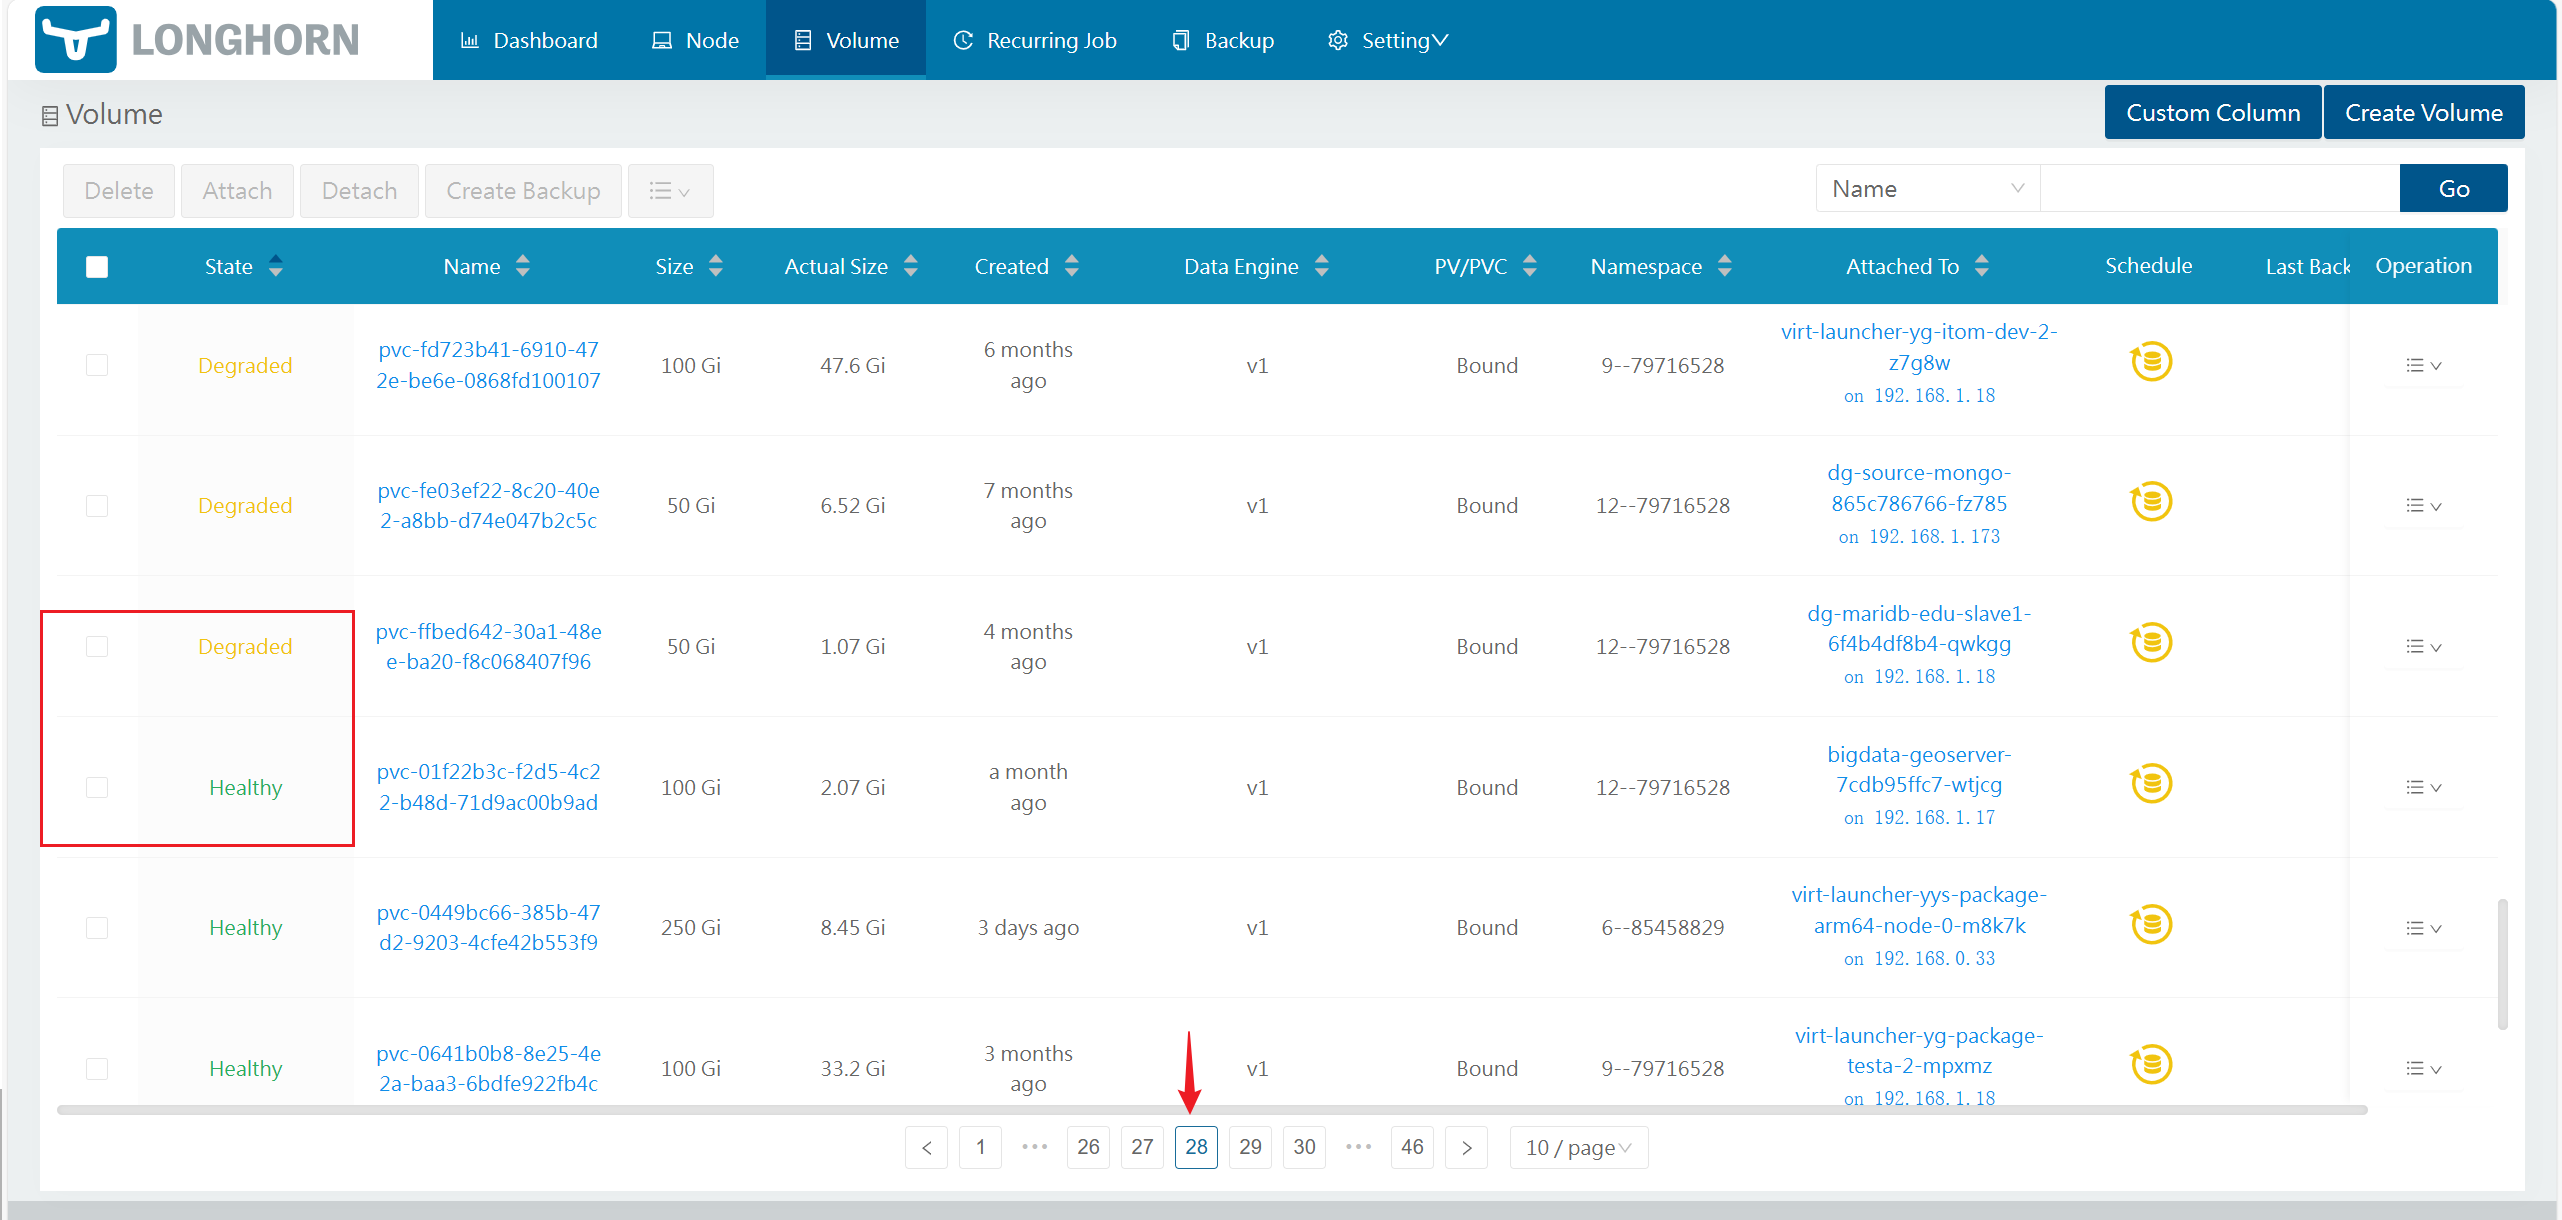 LONGHORN
Dashboard
Node
Volume
Recurring Job
Backup
Setting
Volume
Custom Column
Create Volume
Delete
Attach
Detach
Create Backup
Name
Go
State
Name
Size
Actual Size
Created
Data Engine
PV/PVC
Namespace
Attached To
Schedule
Last Back
Operation
Degraded
pvc-fd723b41-6910-47
2e-be6e-0868fd100107
100 Gi
47.6 Gi
6 months
ago
v1
Bound
9--79716528
virt-launcher-yg-itom-dev-2-
z7g8w
on 192.168.1.18
Degraded
pvc-fe03ef22-8c20-40e
2-a8bb-d74e047b2c5c
50 Gi
6.52 Gi
7 months
ago
v1
Bound
12--79716528
dg-source-mongo-
865c786766-fz785
on 192.168.1.173
Degraded
pvc-ffbed642-30a1-48e
e-ba20-f8c068407f96
50 Gi
1.07 Gi
4 months
ago
v1
Bound
12--79716528
dg-maridb-edu-slave1-
6f4b4df8b4-qwkgg
on 192.168.1.18
Healthy
pvc-01f22b3c-f2d5-4c2
2-b48d-71d9ac00b9ad
100 Gi
2.07 Gi
a month
ago
v1
Bound
12--79716528
bigdata-geoserver-
7cdb95ffc7-wtjcg
on 192.168.1.17
Healthy
pvc-0449bc66-385b-47
d2-9203-4cfe42b553f9
250 Gi
8.45 Gi
3 days ago
v1
Bound
6--85458829
virt-launcher-yys-package-
arm64-node-0-m8k7k
on 192.168.0.33
Healthy
pvc-0641b0b8-8e25-4e
2a-baa3-6bdfe922fb4c
100 Gi
33.2 Gi
3 months
ago
v1
Bound
9--79716528
virt-launcher-yg-package-
testa-2-mpxmz
on 192.168.1.18
< 1 ••• 26 27 28 29 30 ••• 46 > 10 / page